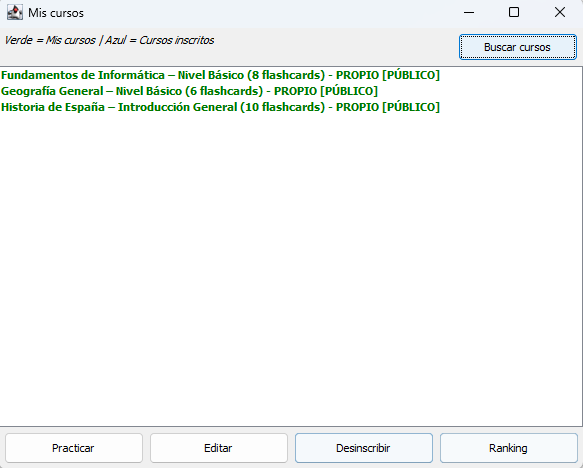 Mis cursos
Verde = Mis cursos | Azul = Cursos inscritos
Buscar cursos
Fundamentos de Informática – Nivel Básico (8 flashcards) - PROPIO [PÚBLICO]
Geografía General – Nivel Básico (6 flashcards) - PROPIO [PÚBLICO]
Historia de España – Introducción General (10 flashcards) - PROPIO [PÚBLICO]
Practicar
Editar
Desinscribir
Ranking